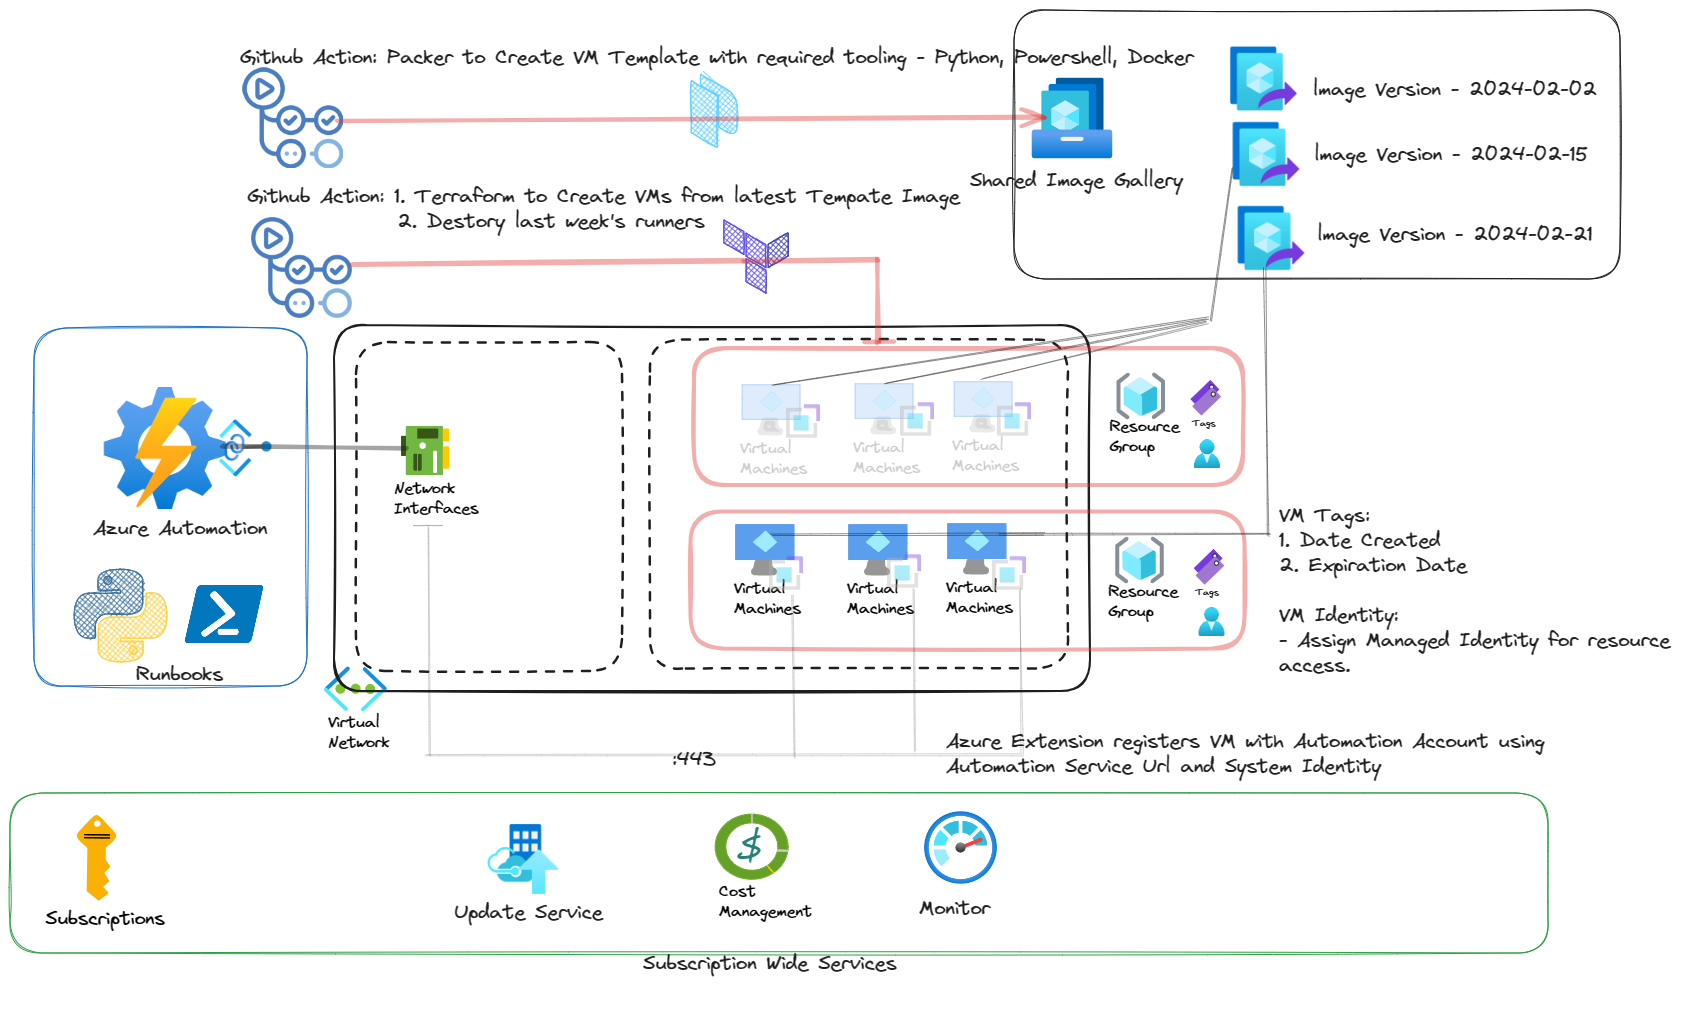 Github Action: Packer to Create VM Template with required tooling - Python, Powershell, Docker
Image Version - 2024-02-02
Image Version - 2024-02-15
Shared Image Gallery
Github Action: 1. Terraform to Create VMs from latest Tempate Image
2. Destory last week's runners
Image Version - 2024-02-21
Azure Automation
Runbooks
Network
Interfaces
Virtual
Machines
Virtual
Machines
Virtual
Machines
Resource
Group
Tags
Virtual
Machines
Virtual
Machines
Virtual
Machines
Resource
Group
Tags
VM Tags:
1. Date Created
2. Expiration Date
VM Identity:
- Assign Managed Identity for resource
access.
Virtual
Network
:443
Azure Extension registers VM with Automation Account using
Automation Service Url and System Identity
Subscriptions
Update Service
Cost
Management
Monitor
Subscription Wide Services